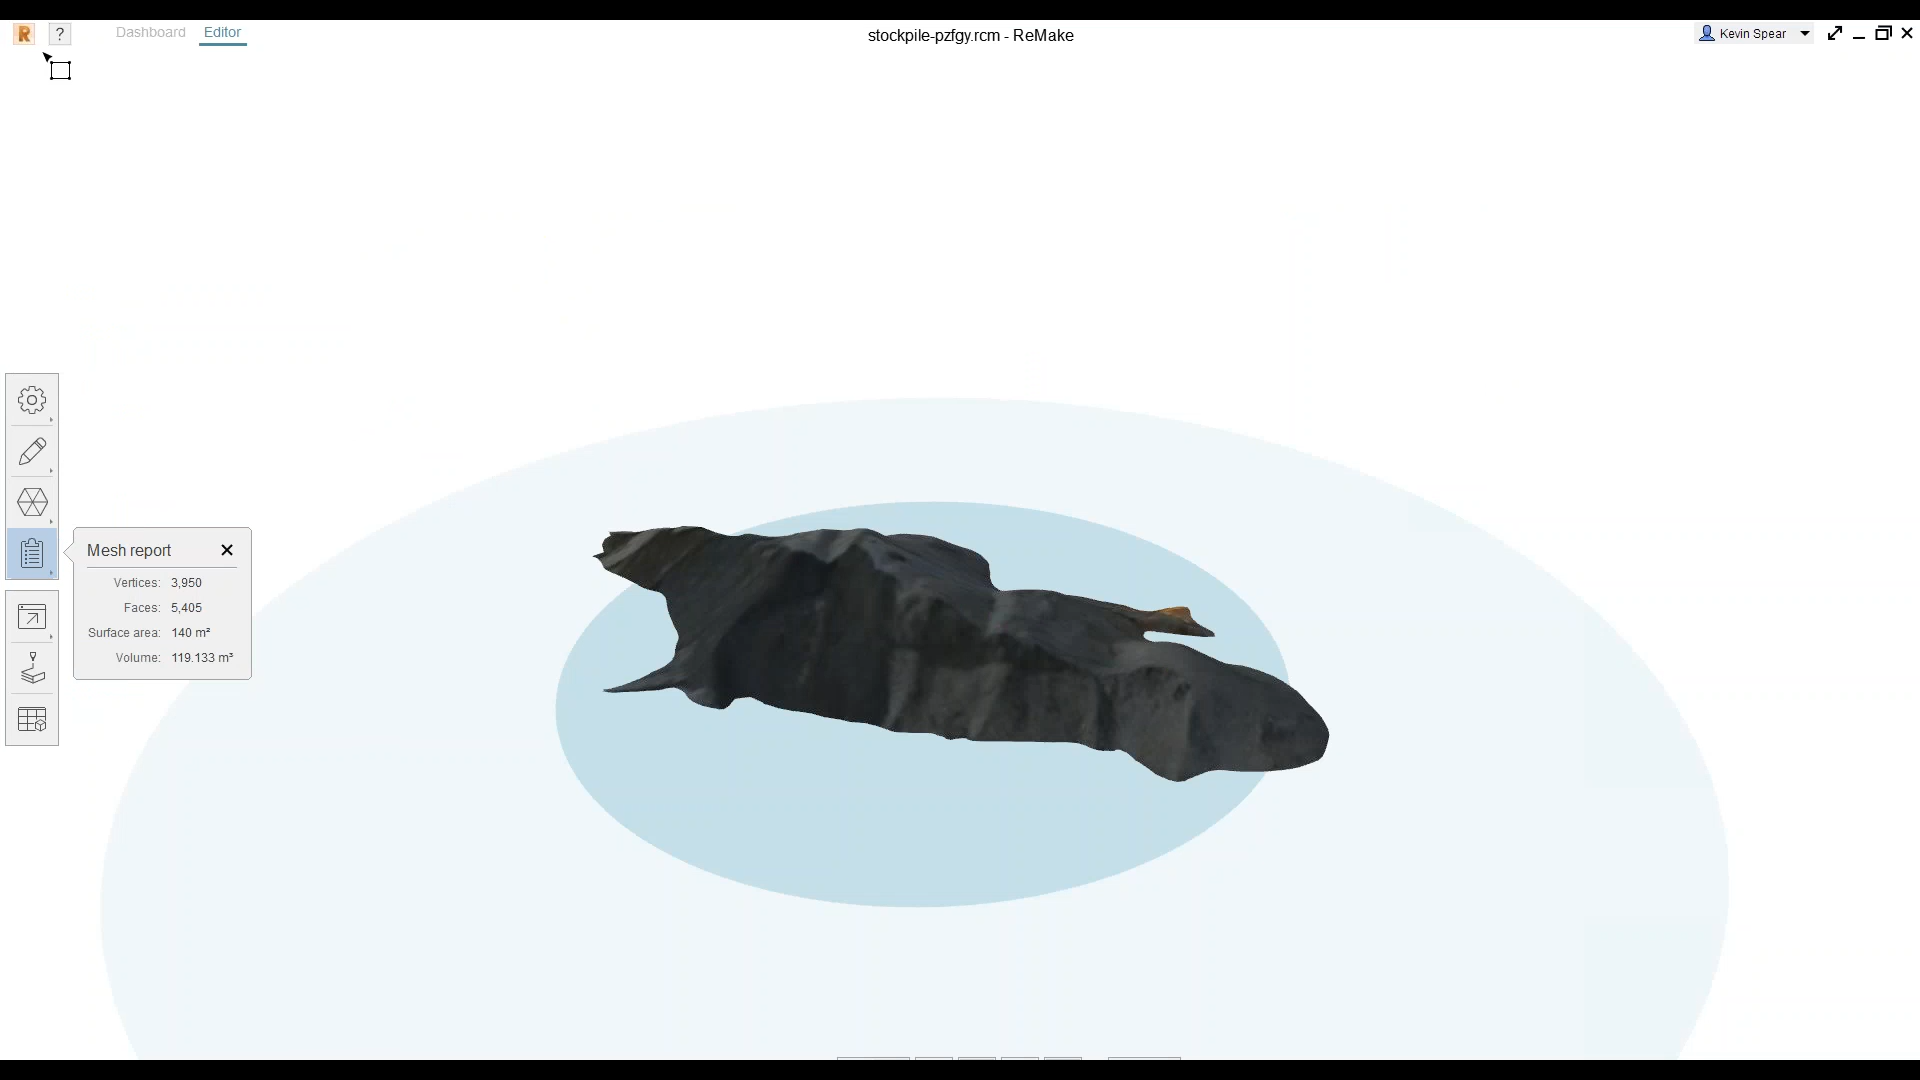 R
?
Dashboard
Editor
stockpile-pzfgy.rcm - ReMake
Kevin Spear
Mesh report
Vertices: 3,950
Faces: 5,405
Surface area: 140 m²
Volume: 119.133 m³